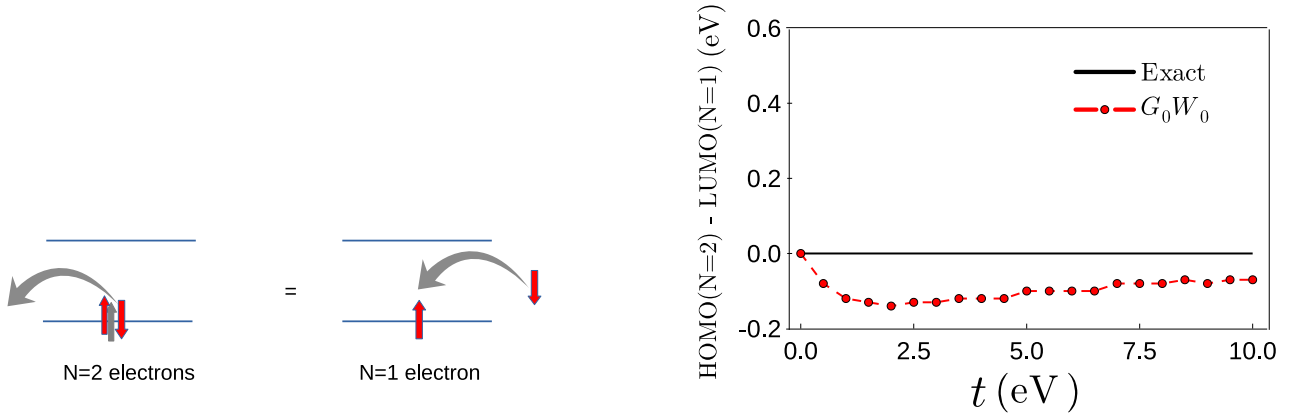 =
N=2 electrons
N=1 electron
HOMO(N=2) - LUMO(N=1) (eV)
0.6
0.4
0.2
0.0
-0.2
Exact
G₀W₀
0.0
2.5
5.0
7.5
10.0
t (eV)